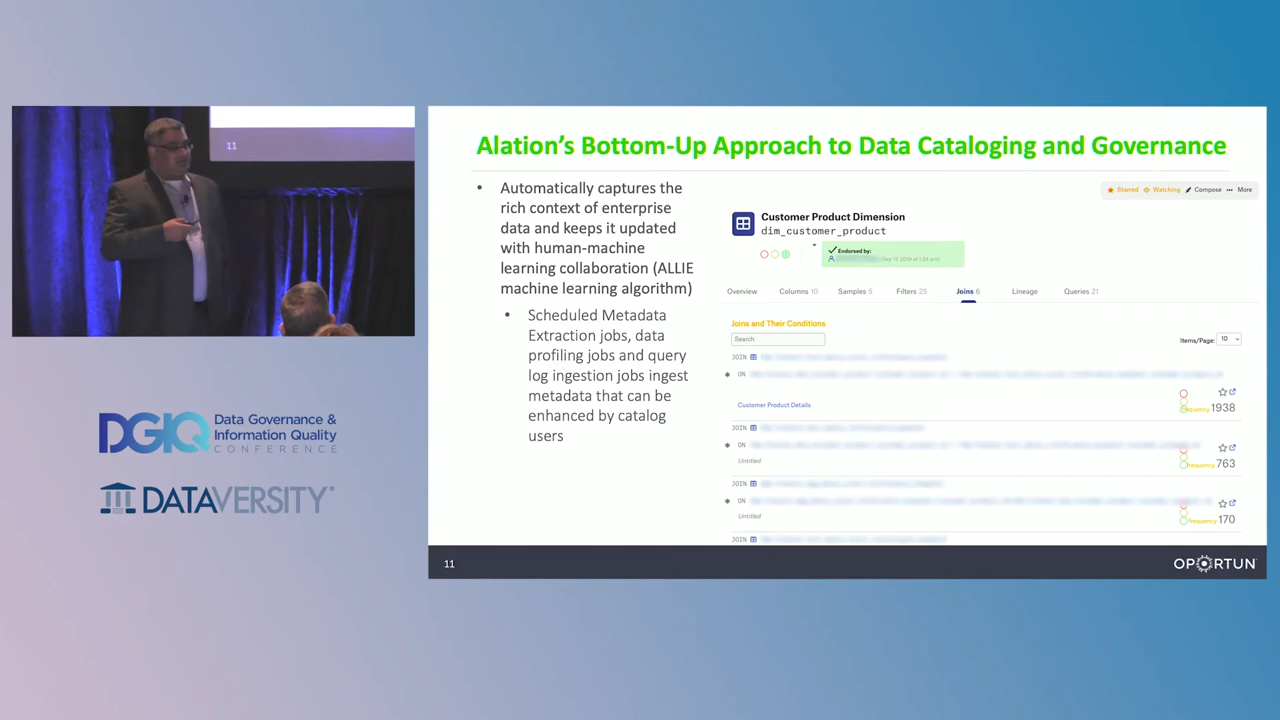 11
Alation's Bottom-Up Approach to Data Cataloging and Governance
• Automatically captures the
rich context of enterprise
data and keeps it updated
with human-machine
learning collaboration (ALLIE
machine learning algorithm)
• Scheduled Metadata
Extraction jobs, data
profiling jobs and query
log ingestion jobs ingest
metadata that can be
enhanced by catalog
users
Starred Watching Compose ••• More
Customer Product Dimension
dim_customer_product
Endorsed by:
Overview Columns 10 Samples 5 Filters 25 Joins 6 Lineage Queries 21
Joins and Their Conditions
Search
Items/Page: 10
JOIN
ON
Customer Product Details
frequency 1938
JOIN
ON
Untitled
frequency 763
JOIN
ON
Untitled
frequency 170
JOIN
11
OPORTUN
DGIQ Data Governance &
Information Quality
CONFERENCE
DATAVERSITY